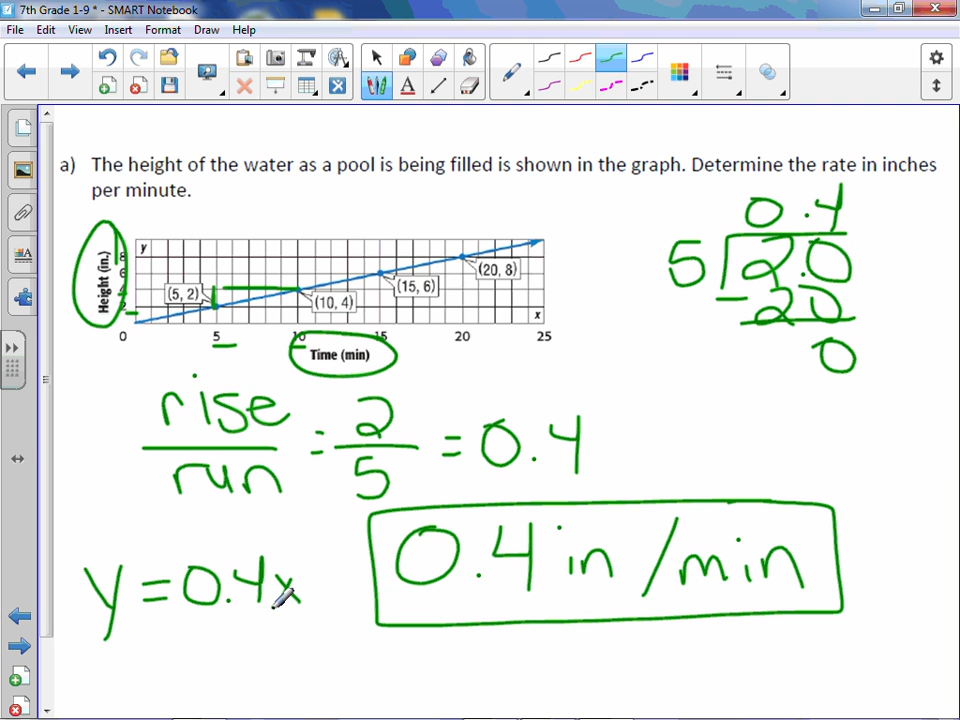 7th Grade 1-9 * - SMART Notebook
File Edit View Insert Format Draw Help
a) The height of the water as a pool is being filled is shown in the graph. Determine the rate in inches
per minute.
0.4
5 2.0
- 20
0
Height (in.)
y
8
6
4
2
(5, 2)
(10, 4)
(15, 6)
(20, 8)
x
0 5 10 15 20 25
Time (min)
rise
run
= 2/5 = 0.4
0.4 in/min
y = 0.4x